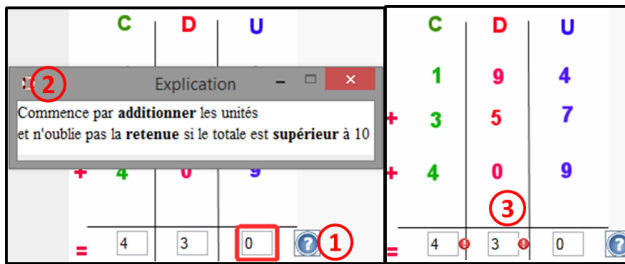 C D U
2 Explication
Commence par additionner les unités
et n'oublie pas la retenue si le totale est supérieur à 10
+ 4 0 9
= 4 3 0 ? 1
C D U
1 9 4
+ 3 5 7
+ 4 0 9
3
= 4 ! 3 ! 0 ?